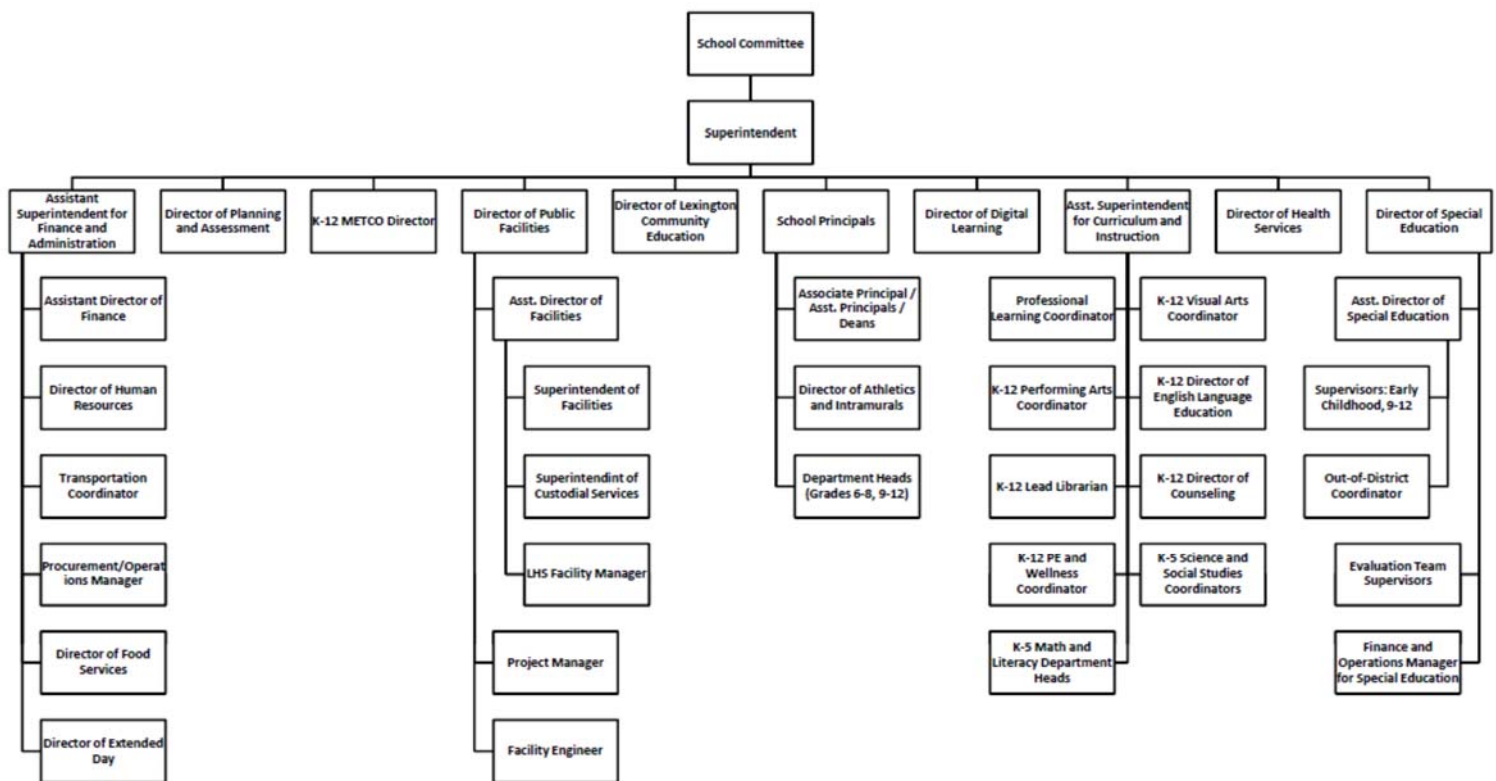 School Committee
Superintendent
Assistant
Superintendent for
Finance and
Administration
Director of Planning
and Assessment
K-12 METCO Director
Director of Public
Facilities
Director of Lexington
Community
Education
School Principals
Director of Digital
Learning
Asst. Superintendent
for Curriculum and
Instruction
Director of Health
Services
Director of Special
Education
Assistant Director of
Finance
Director of Human
Resources
Transportation
Coordinator
Procurement/Operat
ions Manager
Director of Food
Services
Director of Extended
Day
Asst. Director of
Facilities
Superintendent of
Facilities
Superintendint of
Custodial Services
LHS Facility Manager
Project Manager
Facility Engineer
Associate Principal /
Asst. Principals /
Deans
Director of Athletics
and Intramurals
Department Heads
(Grades 6-8, 9-12)
Professional
Learning Coordinator
K-12 Visual Arts
Coordinator
K-12 Performing Arts
Coordinator
K-12 Director of
English Language
Education
K-12 Lead Librarian
K-12 Director of
Counseling
K-12 PE and
Wellness
Coordinator
K-5 Science and
Social Studies
Coordinators
K-5 Math and
Literacy Department
Heads
Asst. Director of
Special Education
Supervisors: Early
Childhood, 9-12
Out-of-District
Coordinator
Evaluation Team
Supervisors
Finance and
Operations Manager
for Special Education